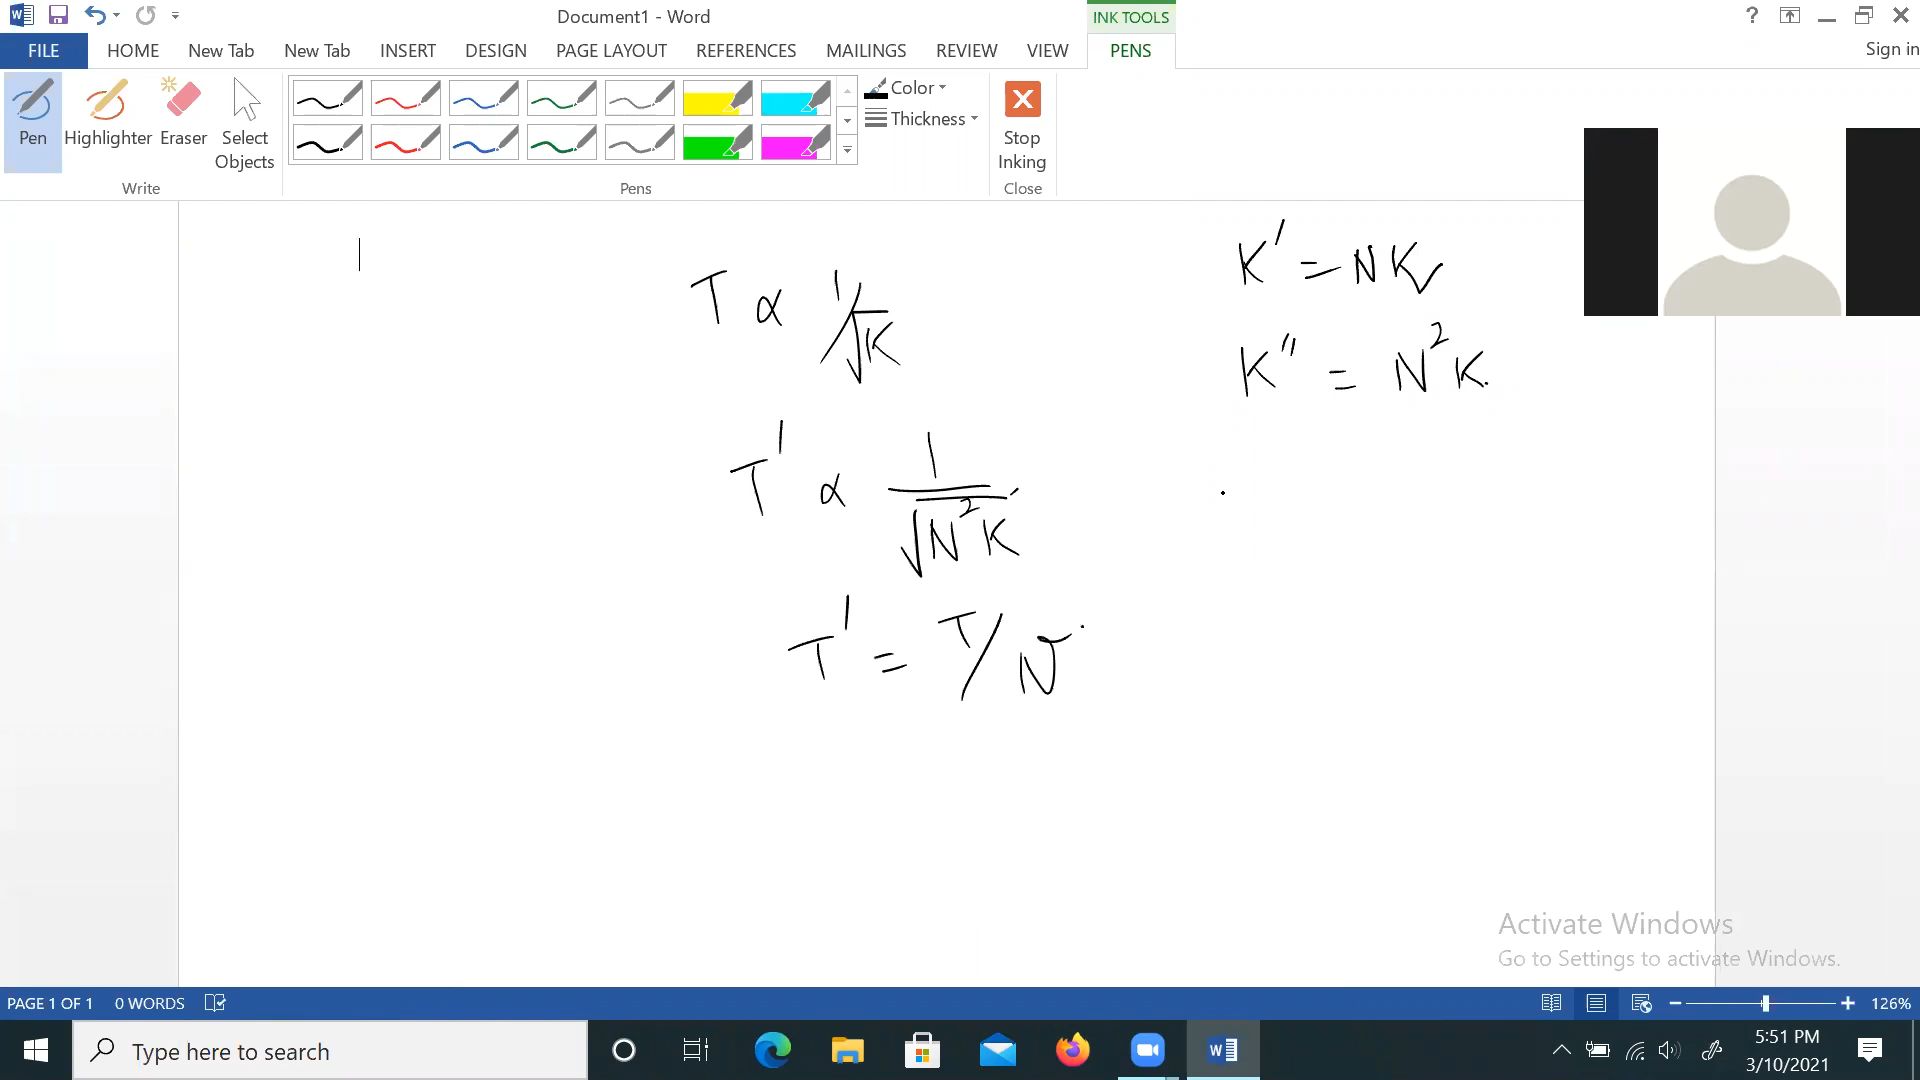 Document1 - Word
INK TOOLS
?
FILE
HOME
New Tab
New Tab
INSERT
DESIGN
PAGE LAYOUT
REFERENCES
MAILINGS
REVIEW
VIEW
PENS
Sign in
Pen
Highlighter
Eraser
Select
Objects
Color
Thickness
Stop
Inking
Write
Pens
Close
T ∝ 1/√K
K' = NK
K'' = N²K.
T' ∝ 1/√N²K
T' = T/N
Activate Windows
Go to Settings to activate Windows.
PAGE 1 OF 1
0 WORDS
126%
Type here to search
5:51 PM
3/10/2021